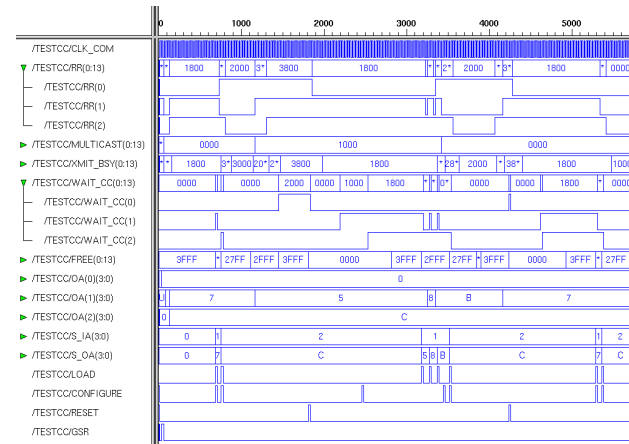 0 1000 2000 3000 4000 5000
/TESTCC/CLK_COM
/TESTCC/RR(0:13) * * 1800 * 2000 3* 3800 1800 * * 2* 2000 * 3* 1800 * 0000
/TESTCC/RR(0)
/TESTCC/RR(1)
/TESTCC/RR(2)
/TESTCC/MULTICAST(0:13) * 0000 1000 0000
/TESTCC/XMIT_BSY(0:13) * * 1800 3* 3000 20* 2* 3800 1800 * 28* 2000 * 38* 1800 1000
/TESTCC/WAIT_CC(0:13) 0000 0000 2000 0000 1000 1800 * * 0* 0000 0000 1800 * 0000
/TESTCC/WAIT_CC(0)
/TESTCC/WAIT_CC(1)
/TESTCC/WAIT_CC(2)
/TESTCC/FREE(0:13) 3FFF * 27FF 2FFF 3FFF 0000 3FFF 2FFF 27FF * 3FFF 0000 3FFF * 27FF
/TESTCC/OA(0)(3:0) 0
/TESTCC/OA(1)(3:0) U 7 5 8 B 7
/TESTCC/OA(2)(3:0) 0 C
/TESTCC/S_IA(3:0) 0 1 2 1 2 1 2
/TESTCC/S_OA(3:0) 0 7 C 5 8 B C 7 C
/TESTCC/LOAD
/TESTCC/CONFIGURE
/TESTCC/RESET
/TESTCC/GSR